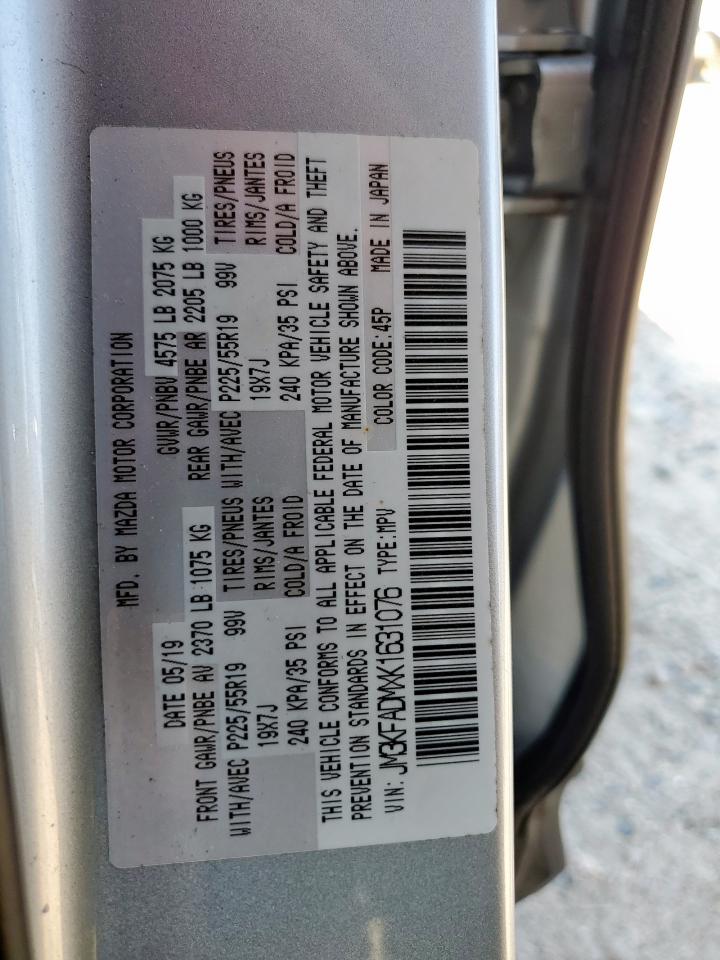 MFD. BY MAZDA MOTOR CORPORATION
DATE 05/19 GVWR/PNBV 4575 LB 2075 KG
FRONT GAWR/PNBE AV 2370 LB 1075 KG REAR GAWR/PNBE AR 2205 LB 1000 KG
WITH/AVEC P225/55R19 99V TIRES/PNEUS WITH/AVEC P225/55R19 99V TIRES/PNEUS
19X7J RIMS/JANTES 19X7J RIMS/JANTES
240 KPA/35 PSI COLD/A FROID 240 KPA/35 PSI COLD/A FROID
THIS VEHICLE CONFORMS TO ALL APPLICABLE FEDERAL MOTOR VEHICLE SAFETY AND THEFT
PREVENTION STANDARDS IN EFFECT ON THE DATE OF MANUFACTURE SHOWN ABOVE.
VIN: JM3KFADMXK1631076 TYPE:MPV COLOR CODE:45P MADE IN JAPAN